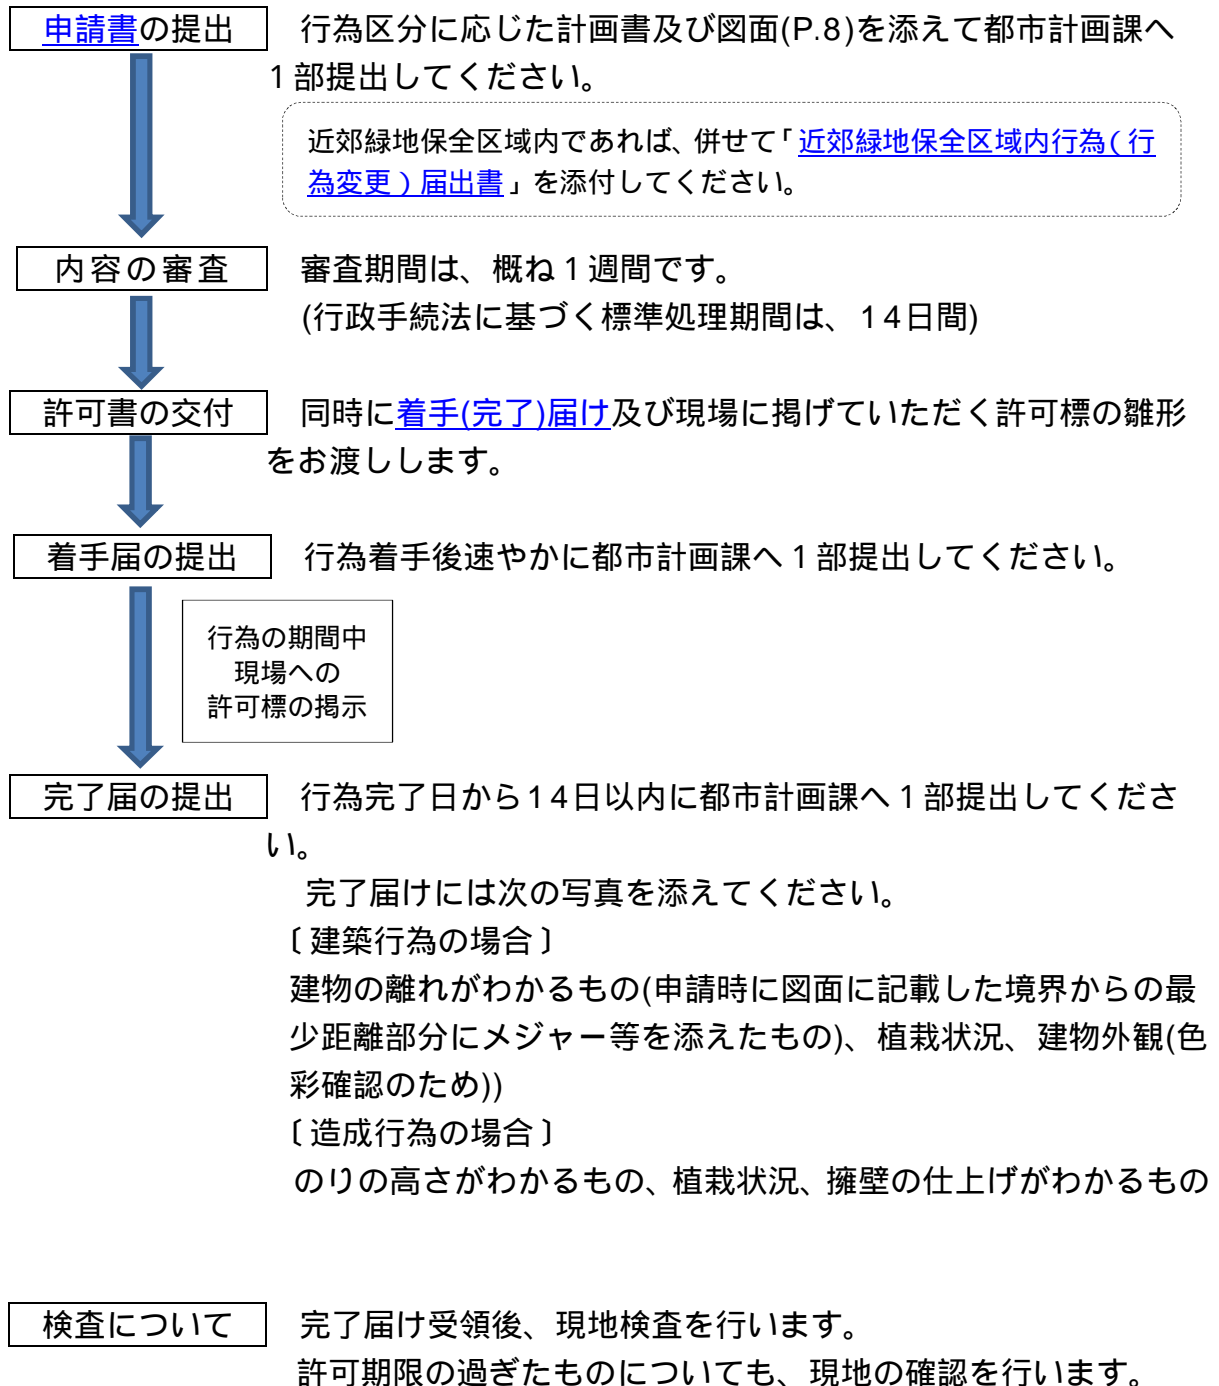 申請書の提出　行為区分に応じた計画書及び図面(P.8)を添えて都市計画課へ
1部提出してください。
近郊緑地保全区域内であれば、併せて「近郊緑地保全区域内行為(行
為変更)届出書」を添付してください。
内容の審査　審査期間は、概ね1週間です。
(行政手続法に基づく標準処理期間は、14日間)
許可書の交付　同時に着手(完了)届け及び現場に掲げていただく許可標の雛形
をお渡しします。
着手届の提出　行為着手後速やかに都市計画課へ1部提出してください。
行為の期間中
現場への
許可標の掲示
完了届の提出　行為完了日から14日以内に都市計画課へ1部提出してくださ
い。
完了届けには次の写真を添えてください。
〔建築行為の場合〕
建物の離れがわかるもの(申請時に図面に記載した境界からの最
少距離部分にメジャー等を添えたもの)、植栽状況、建物外観(色
彩確認のため))
〔造成行為の場合〕
のりの高さがわかるもの、植栽状況、擁壁の仕上げがわかるもの
検査について　完了届け受領後、現地検査を行います。
許可期限の過ぎたものについても、現地の確認を行います。